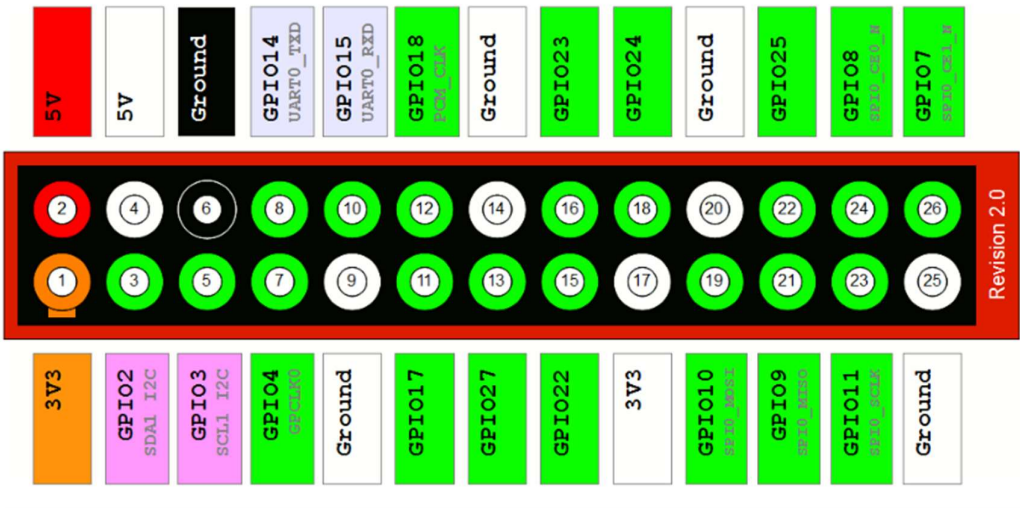 5V
5V
Ground
GPIO14
UART0_TXD
GPIO15
UART0_RXD
GPIO18
PCM_CLK
Ground
GPIO23
GPIO24
Ground
GPIO25
GPIO8
SPI0_CE0_N
GPIO7
SPI0_CE1_N
2 4 6 8 10 12 14 16 18 20 22 24 26
1 3 5 7 9 11 13 15 17 19 21 23 25
Revision 2.0
3V3
GPIO2
SDA1 I2C
GPIO3
SCL1 I2C
GPIO4
GPCLK0
Ground
GPIO17
GPIO27
GPIO22
3V3
GPIO10
SPI0_MOSI
GPIO9
SPI0_MISO
GPIO11
SPI0_SCLK
Ground